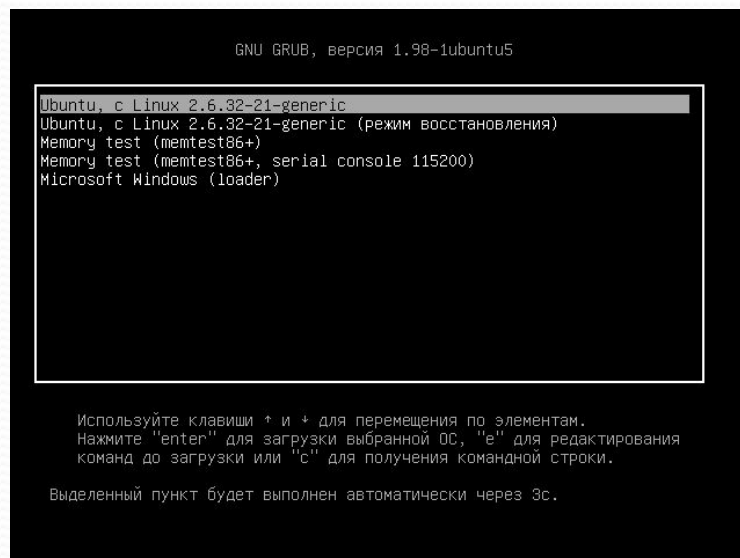 GNU GRUB, версия 1.98-1ubuntu5
Ubuntu, с Linux 2.6.32-21-generic
Ubuntu, с Linux 2.6.32-21-generic (режим восстановления)
Memory test (memtest86+)
Memory test (memtest86+, serial console 115200)
Microsoft Windows (loader)
Используйте клавиши ↑ и ↓ для перемещения по элементам.
Нажмите "enter" для загрузки выбранной ОС, "e" для редактирования
команд до загрузки или "c" для получения командной строки.
Выделенный пункт будет выполнен автоматически через 3с.